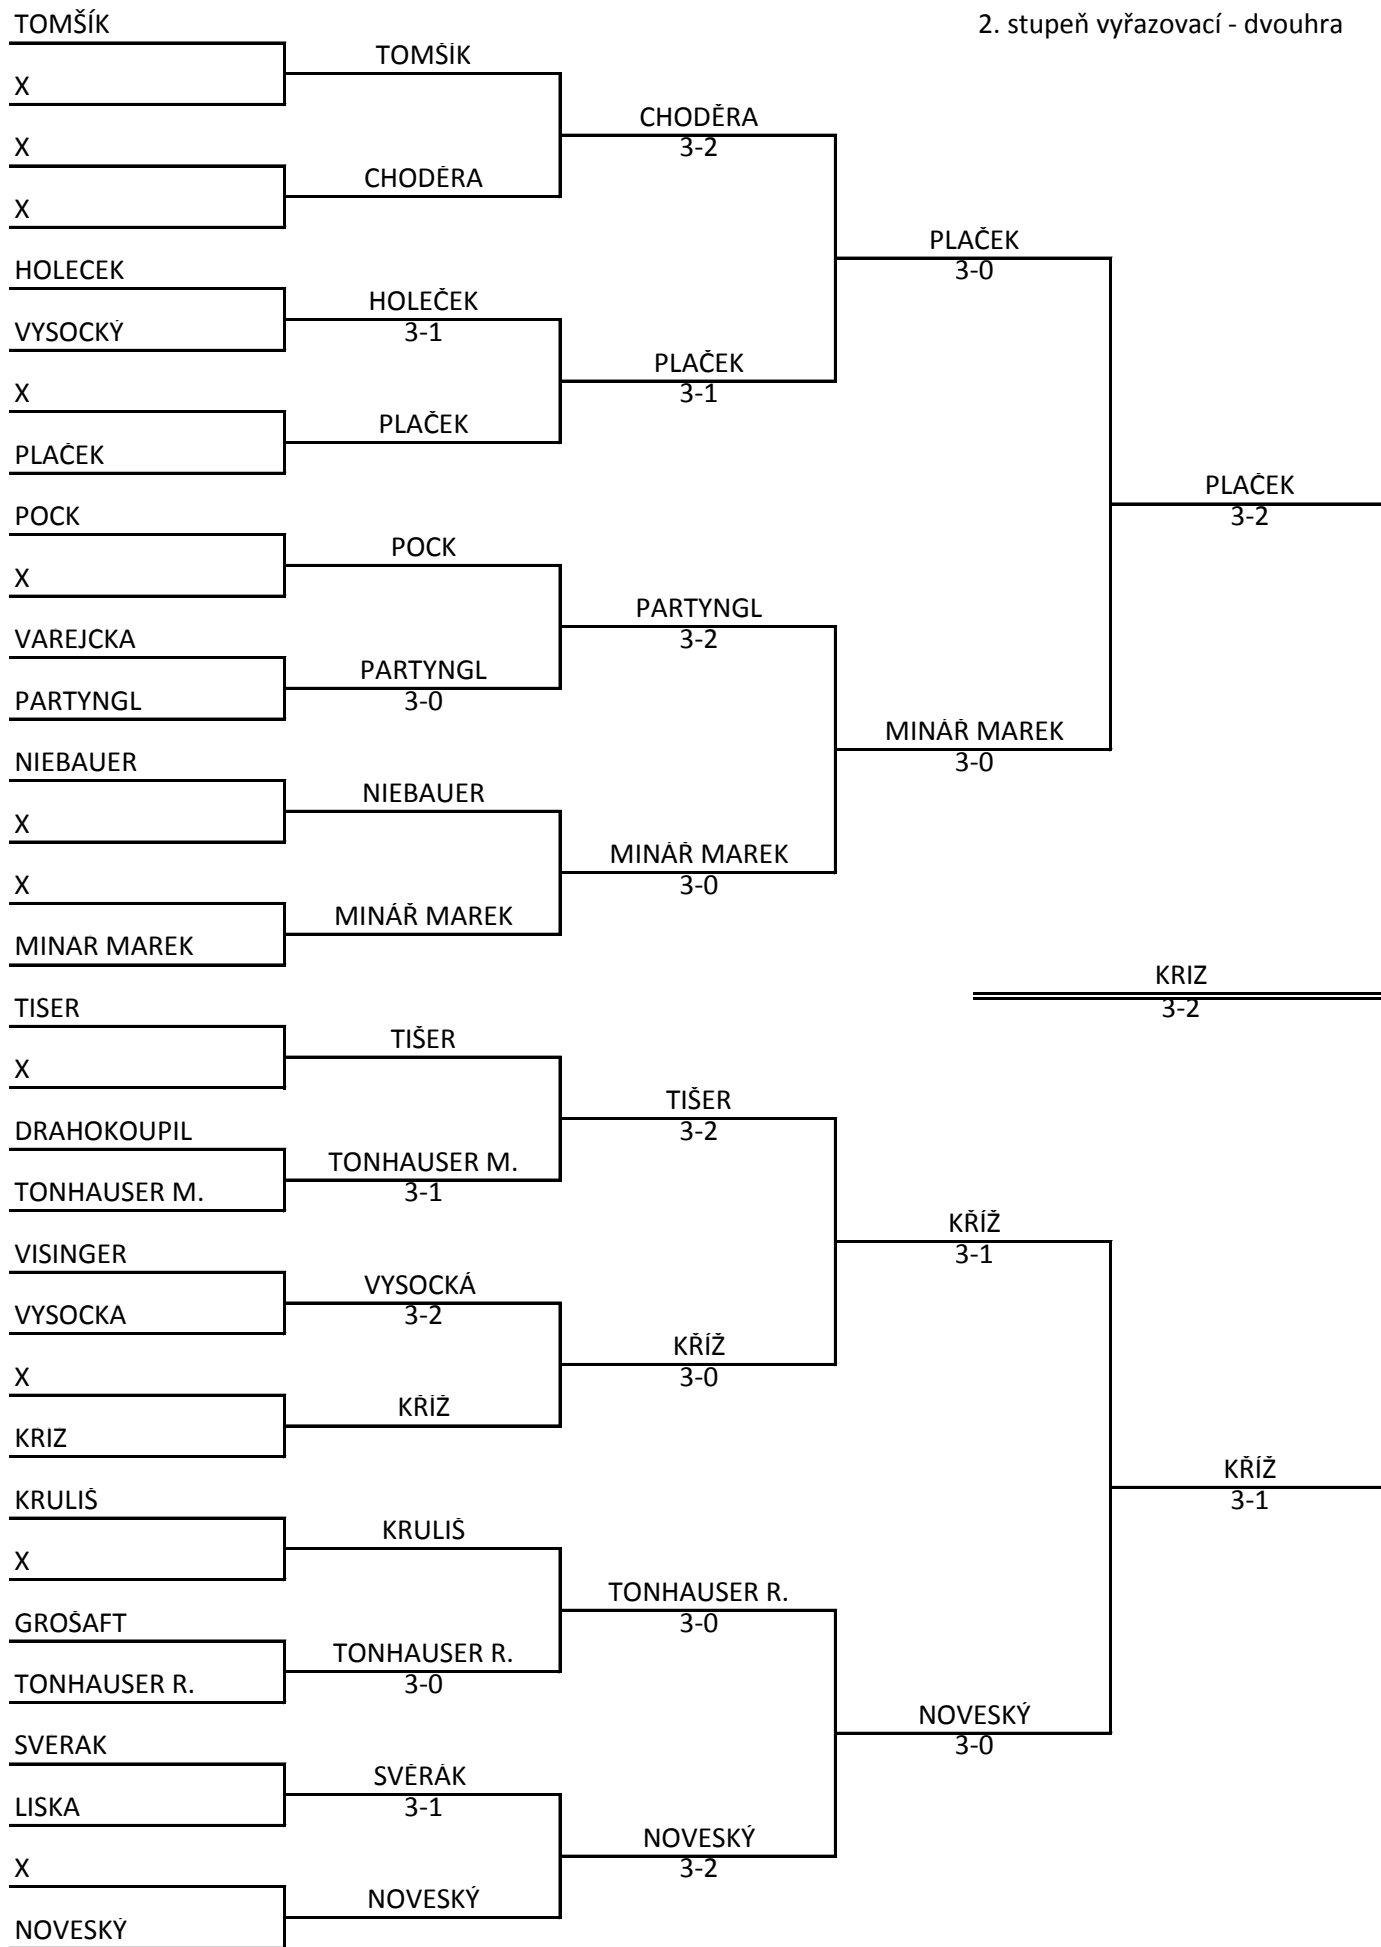 2. stupeň vyřazovací - dvouhra
TOMŠÍK
X
X
X
HOLEČEK
VYSOCKÝ
X
PLAČEK
POCK
X
VAREJCKA
PARTYNGL
NIEBAUER
X
X
MINAR MAREK
TISER
X
DRAHOKOUPIL
TONHAUSER M.
VISINGER
VYSOCKA
X
KRIZ
KRULIŠ
X
GROŠAFT
TONHAUSER R.
SVERAK
LISKA
X
NOVESKÝ
TOMŠÍK
CHODĚRA
HOLEČEK
3-1
PLAČEK
POCK
PARTYNGL
3-0
NIEBAUER
MINÁŘ MAREK
TIŠER
TONHAUSER M.
3-1
VYSOCKÁ
3-2
KŘÍŽ
KRULIŠ
TONHAUSER R.
3-0
SVĚRÁK
3-1
NOVESKÝ
CHODĚRA
3-2
PLAČEK
3-1
PARTYNGL
3-2
MINÁŘ MAREK
3-0
TIŠER
3-2
KŘÍŽ
3-0
TONHAUSER R.
3-0
NOVESKÝ
3-2
PLAČEK
3-0
MINÁŘ MAREK
3-0
KŘÍŽ
3-1
NOVESKÝ
3-0
PLAČEK
3-2
KŘÍŽ
3-1
KRIZ
3-2